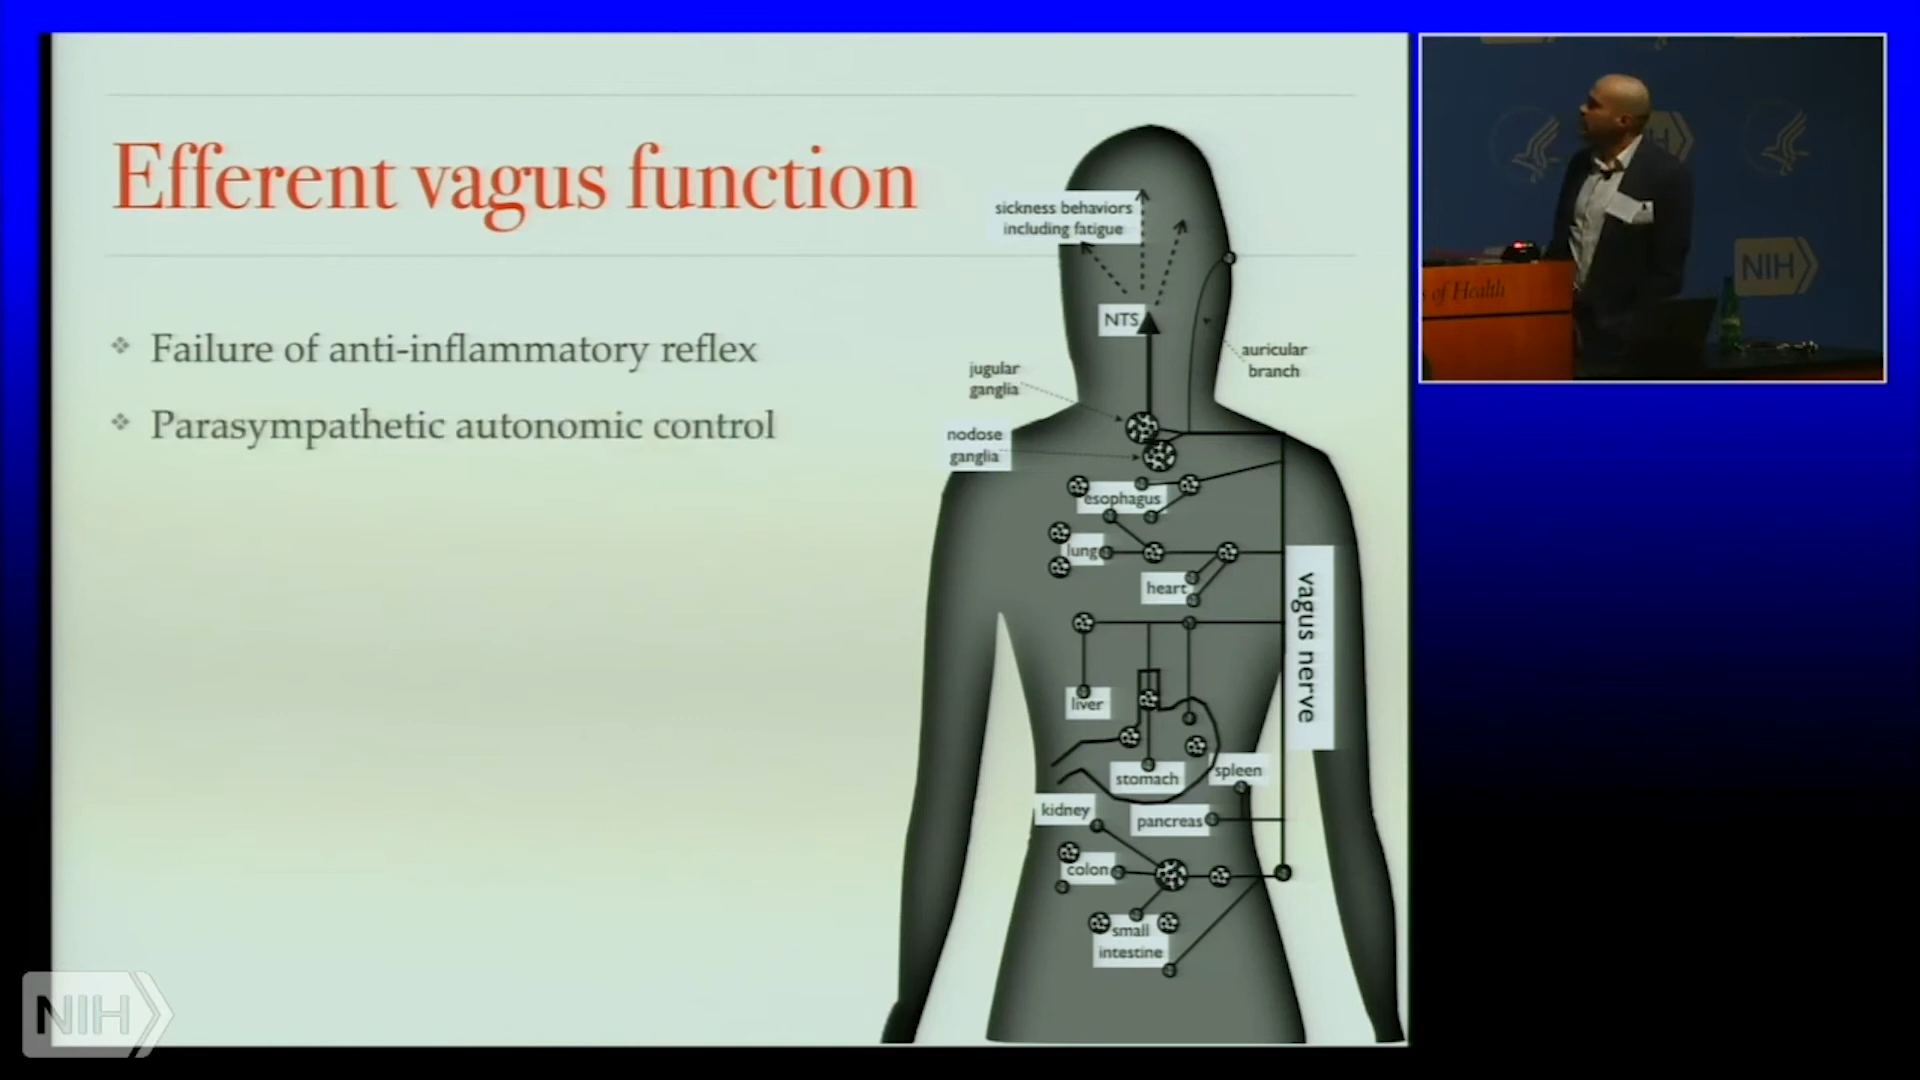 Efferent vagus function
Failure of anti-inflammatory reflex
Parasympathetic autonomic control
sickness behaviors
including fatigue
NTS
auricular
branch
jugular
ganglia
nodose
ganglia
esophagus
lung
heart
vagus nerve
liver
stomach
spleen
kidney
pancreas
colon
small
intestine
of Health
NIH
NIH